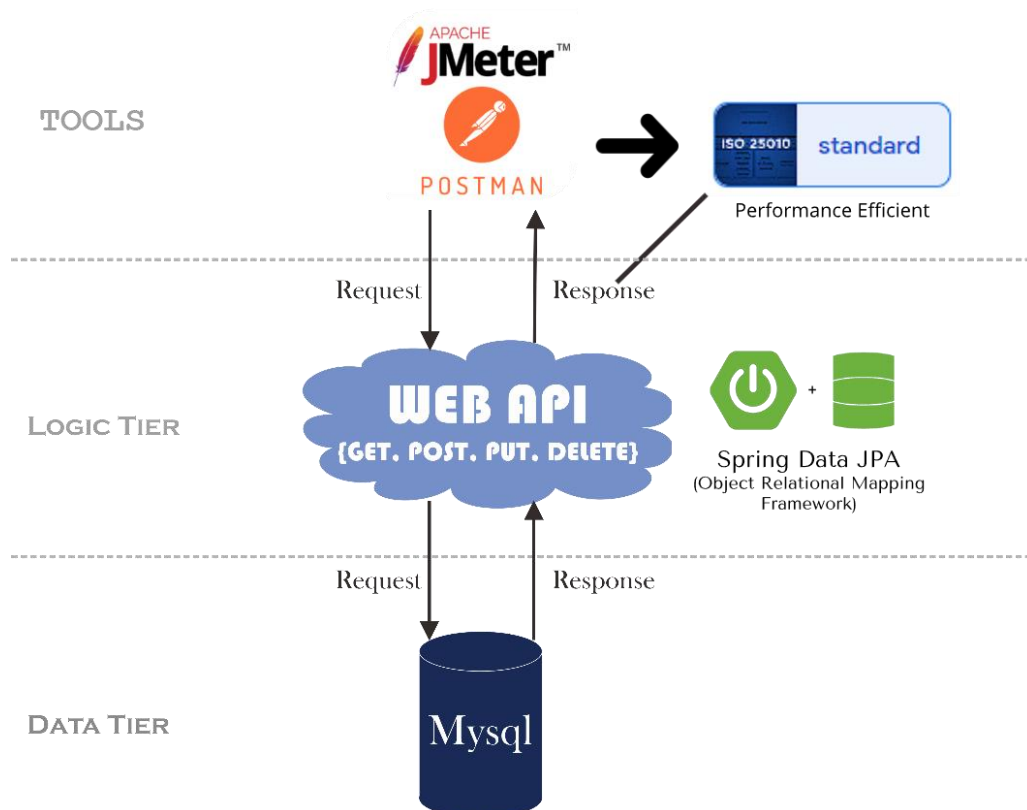 APACHE
JMeter™
TOOLS
POSTMAN
ISO 25010
standard
Performance Efficient
Request
Response
WEB API
{GET. POST. PUT. DELETE}
LOGIC TIER
+
Spring Data JPA
(Object Relational Mapping
Framework)
Request
Response
Mysql
DATA TIER